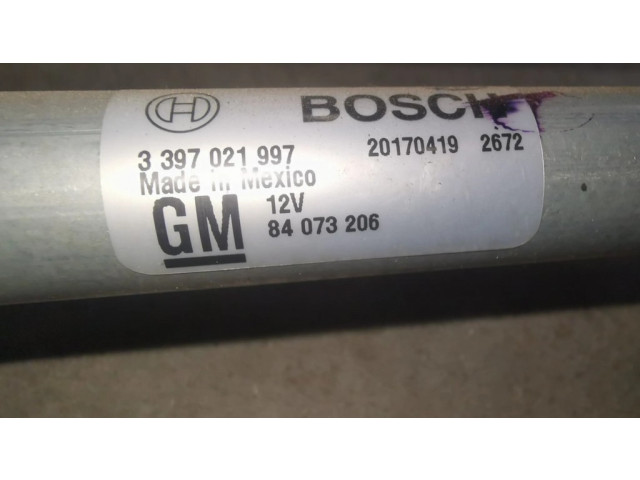 BOSCH
3 397 021 997 20170419 2672
Made in Mexico
GM 12V
84 073 206